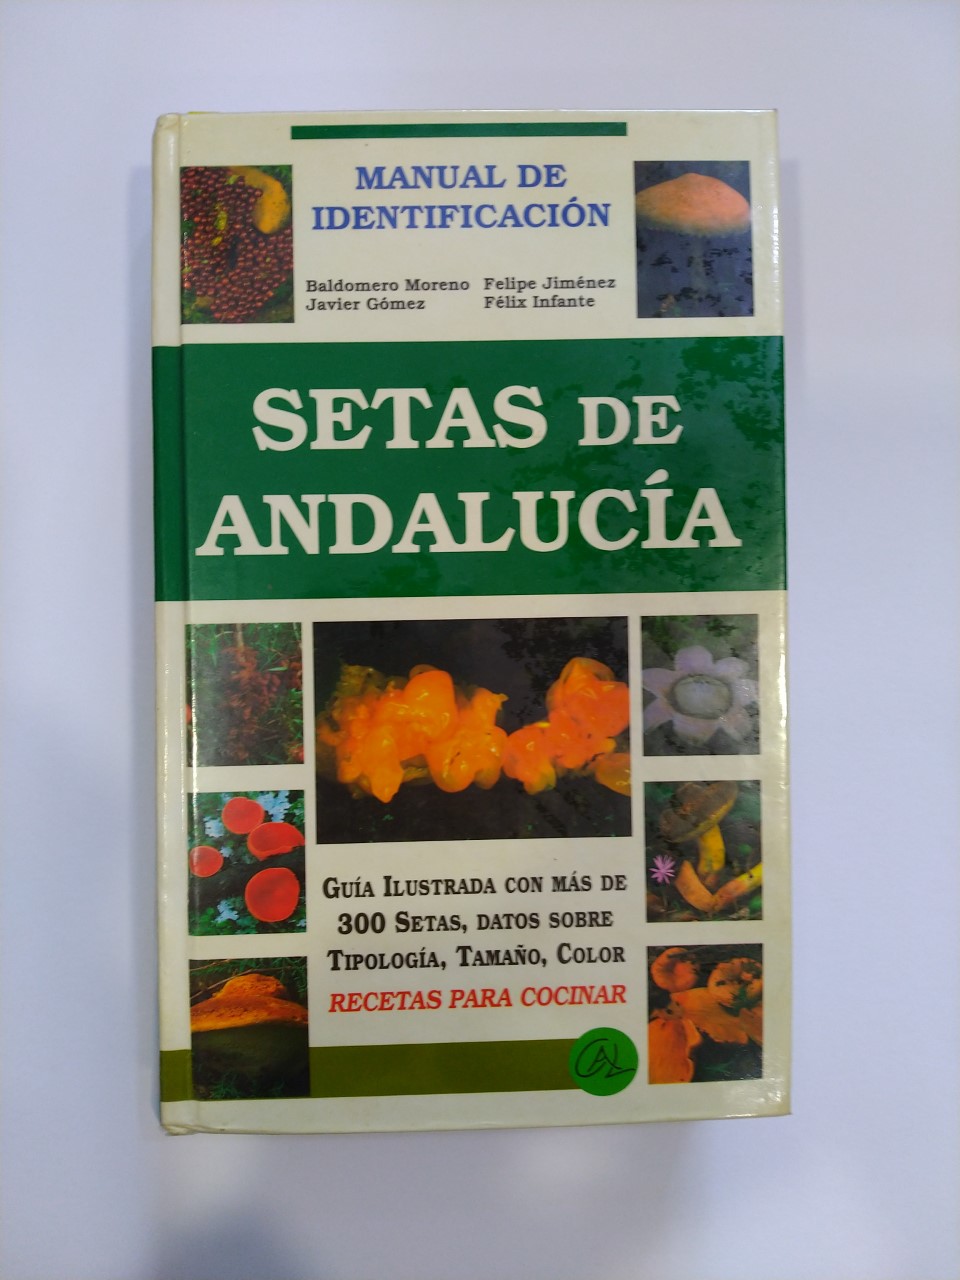 MANUAL DE
IDENTIFICACIÓN
Baldomero Moreno Felipe Jiménez
Javier Gómez Félix Infante
SETAS DE
ANDALUCÍA
GUÍA ILUSTRADA CON MÁS DE
300 SETAS, DATOS SOBRE
TIPOLOGÍA, TAMAÑO, COLOR
RECETAS PARA COCINAR